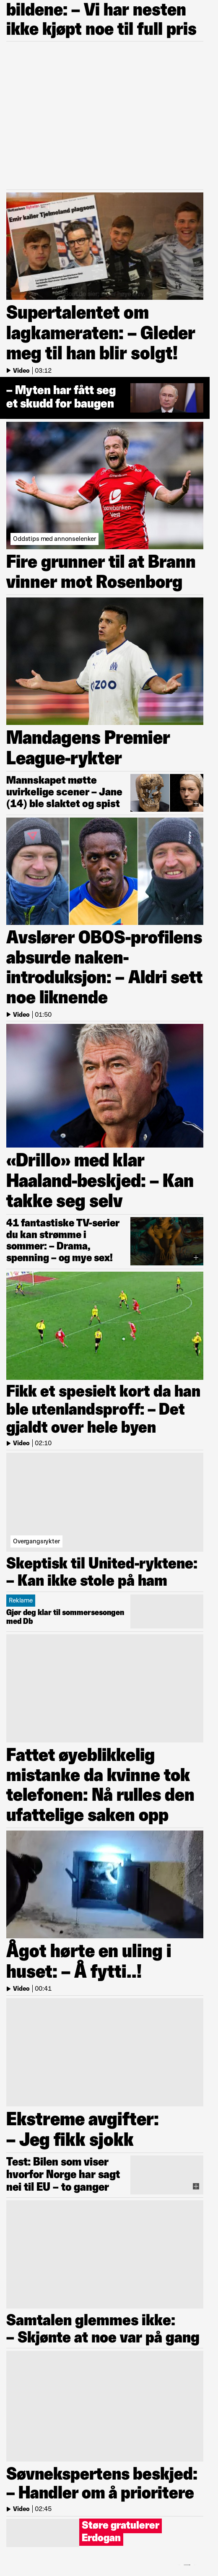 bildene: – Vi har nesten
ikke kjøpt noe til full pris
Emir kaller Tjelmeland plagsom
Supertalentet om
lagkameraten: – Gleder
meg til han blir solgt!
Video | 03:12
– Myten har fått seg
et skudd for baugen
Sparebanken
Vest
Oddstips med annonselenker
Fire grunner til at Brann
vinner mot Rosenborg
Mandagens Premier
League-rykter
Mannskapet møtte
uvirkelige scener – Jane
(14) ble slaktet og spist
Avslører OBOS-profilens
absurde naken-
introduksjon: – Aldri sett
noe liknende
Video | 01:50
«Drillo» med klar
Haaland-beskjed: – Kan
takke seg selv
41 fantastiske TV-serier
du kan strømme i
sommer: – Drama,
spenning – og mye sex!
Fikk et spesielt kort da han
ble utenlandsproff: – Det
gjaldt over hele byen
Video | 02:10
Overgangsrykter
Skeptisk til United-ryktene:
– Kan ikke stole på ham
Reklame
Gjør deg klar til sommersesongen
med Db
Fattet øyeblikkelig
mistanke da kvinne tok
telefonen: Nå rulles den
ufattelige saken opp
Ågot hørte en uling i
huset: – Å fytti..!
Video | 00:41
Ekstreme avgifter:
– Jeg fikk sjokk
Test: Bilen som viser
hvorfor Norge har sagt
nei til EU – to ganger
Samtalen glemmes ikke:
– Skjønte at noe var på gang
Søvnekspertens beskjed:
– Handler om å prioritere
Video | 02:45
Støre gratulerer
Erdogan